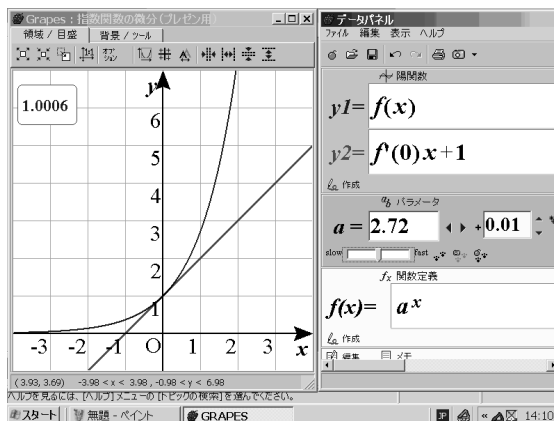 Grapes : 指数関数の微分(プレゼン用)
領域 / 目盛
背景 / ツール
1.0006
y
6
5
4
3
2
1
-3 -2 -1 O 1 2 3 x
(3.93, 3.69) -3.98 < x < 3.98, -0.98 < y < 6.98
データパネル
ファイル 編集 表示 ヘルプ
陽関数
y1= f(x)
y2= f'(0)x+1
作成
パラメータ
a = 2.72 + 0.01
slow fast
fx 関数定義
f(x)= a^x
作成
編集 メモ
ヘルプを見るには、[ヘルプ] メニューの [トピックの検索] を選んでください。
スタート 無題 - ペイント GRAPES JP 14:10